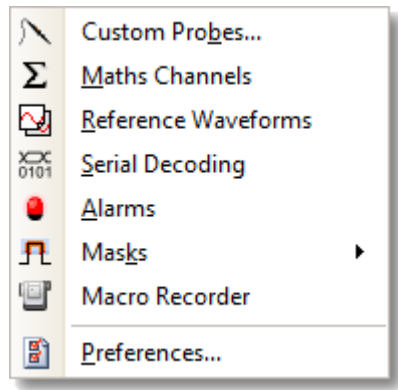 Custom Probes...
Σ Maths Channels
Reference Waveforms
0101 Serial Decoding
Alarms
Masks
Macro Recorder
Preferences...